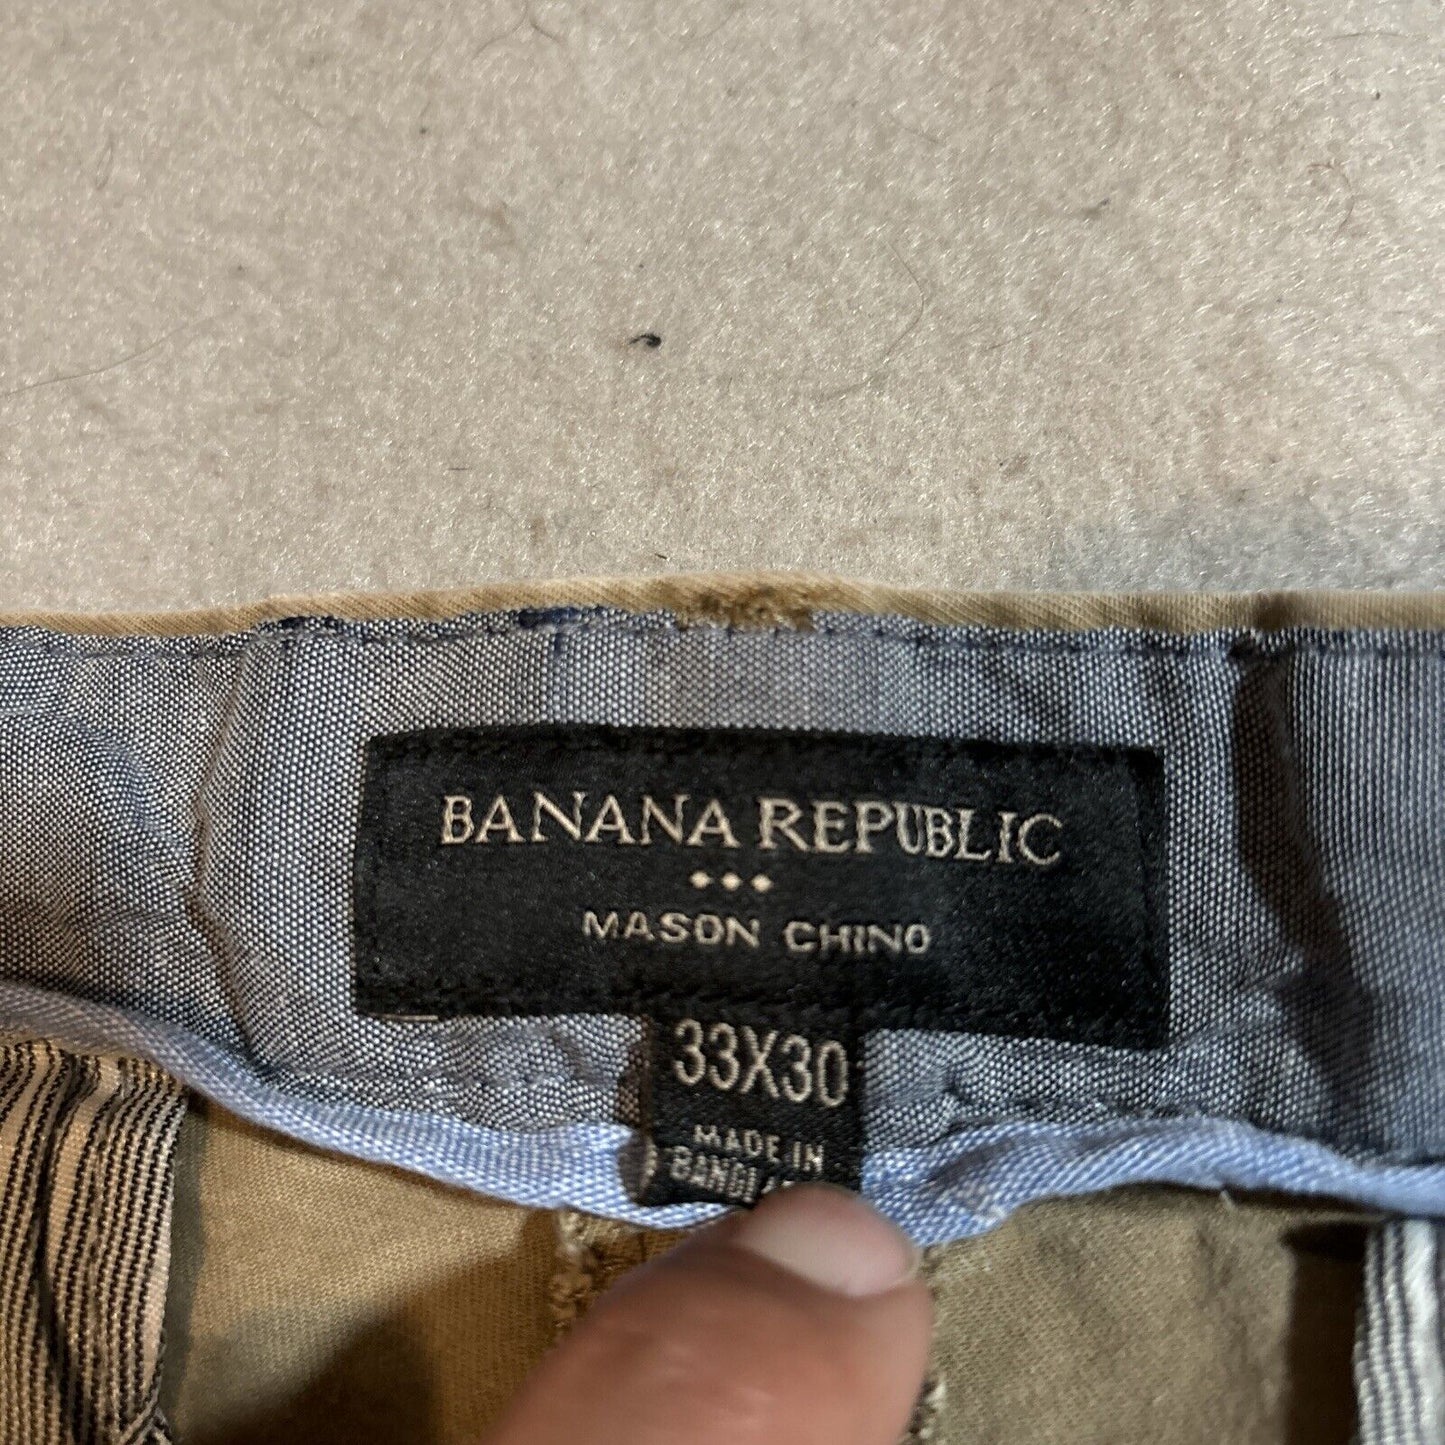 BANANA REPUBLIC
MASON CHINO
33X30
MADE IN